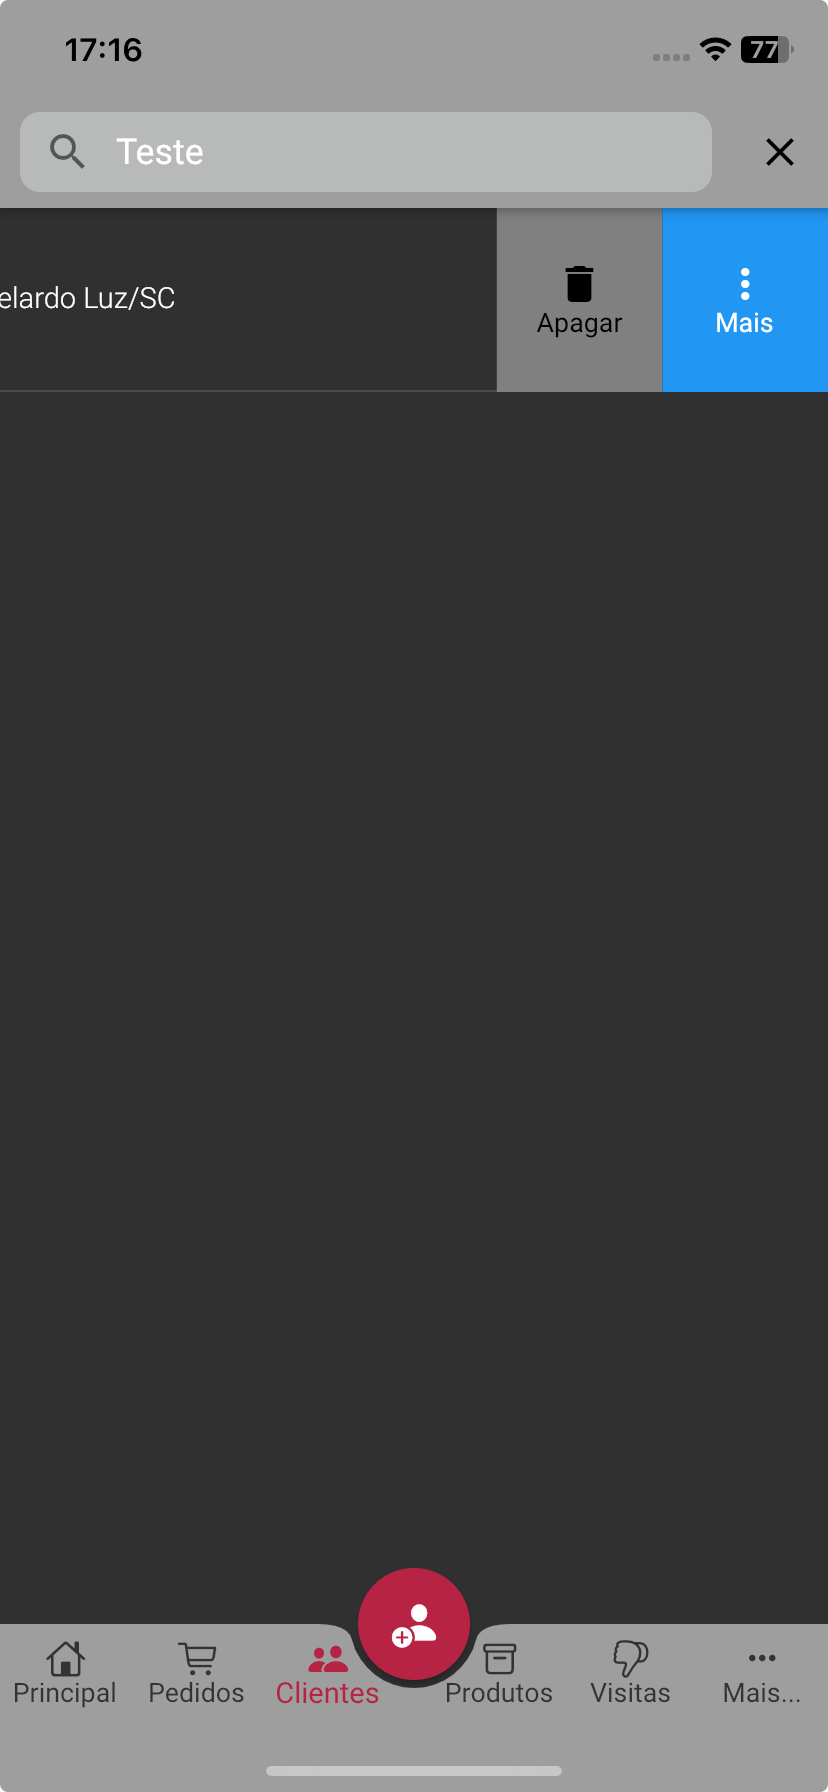 17:16
77
Teste
elardo Luz/SC
Apagar
Mais
Principal
Pedidos
Clientes
Produtos
Visitas
Mais...